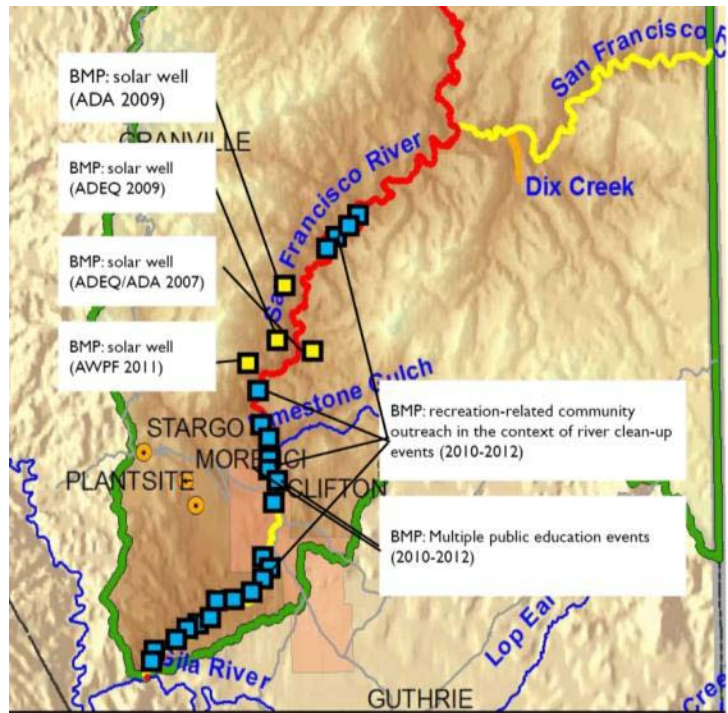 BMP: solar well
(ADA 2009)
San Francisco
GRANVILLE
BMP: solar well
(ADEQ 2009)
San Francisco River
Dix Creek
BMP: solar well
(ADEQ/ADA 2007)
BMP: solar well
(AWPF 2011)
Gulch
BMP: recreation-related community
outreach in the context of river clean-up
events (2010-2012)
STARGO
MORENCI
PLANTSITE
CLIFTON
BMP: Multiple public education events
(2010-2012)
Gila River
Lop
GUTHRIE
Creek